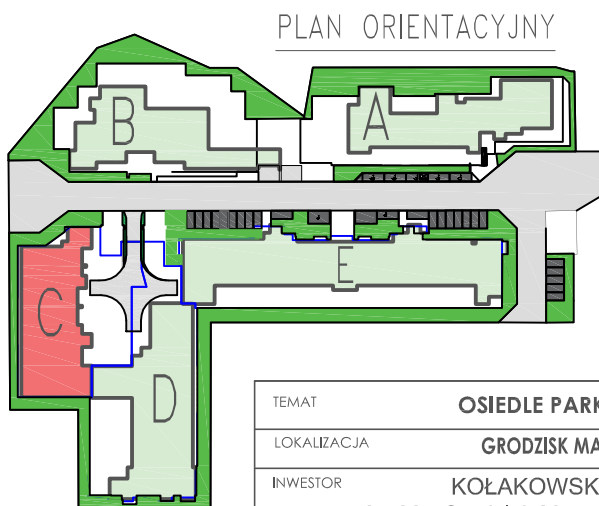 PLAN ORIENTACYJNY
B
A
E
C
D
TEMAT OSIEDLE PARK
LOKALIZACJA GRODZISK MA
INWESTOR KOŁAKOWSK